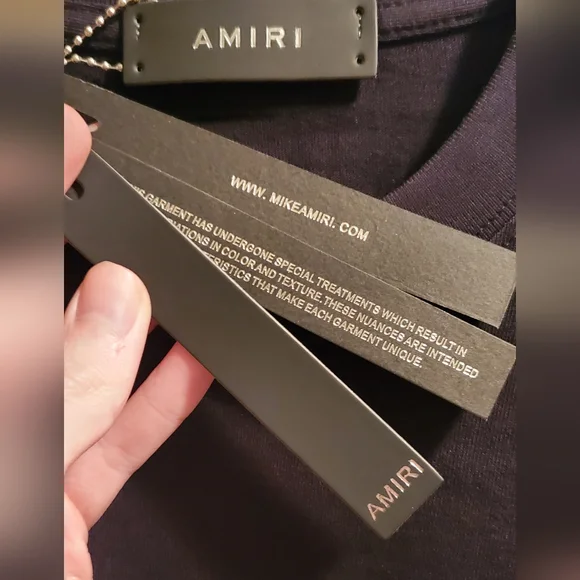 AMIRI
WWW. MIKEAMIRI. COM
GARMENT HAS UNDERGONE SPECIAL TREATMENTS WHICH RESULT IN
IN COLOR AND TEXTURE. THESE NUANCES ARE INTENDED
THAT MAKE EACH GARMENT UNIQUE.
AMIRI